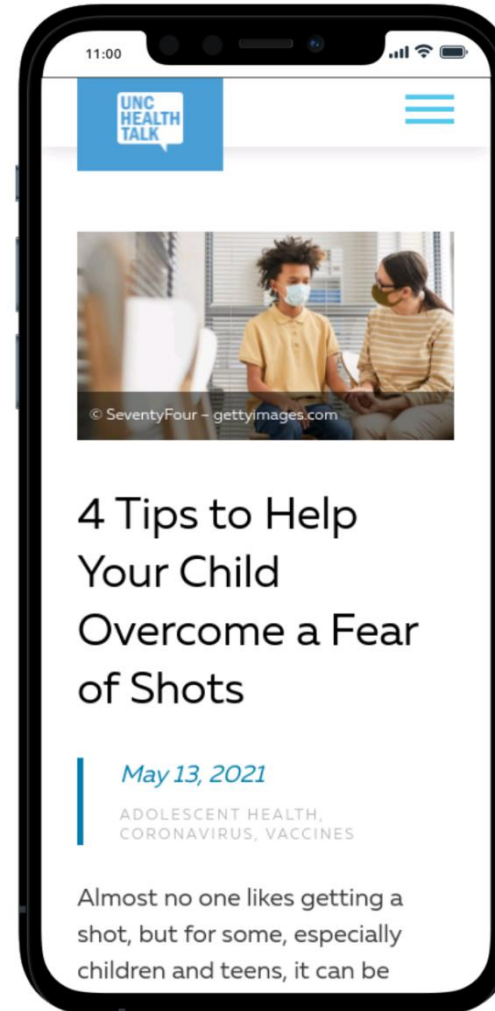 11:00
UNC
HEALTH
TALK
© SeventyFour – gettyimages.com
4 Tips to Help
Your Child
Overcome a Fear
of Shots
May 13, 2021
ADOLESCENT HEALTH,
CORONAVIRUS, VACCINES
Almost no one likes getting a
shot, but for some, especially
children and teens, it can be